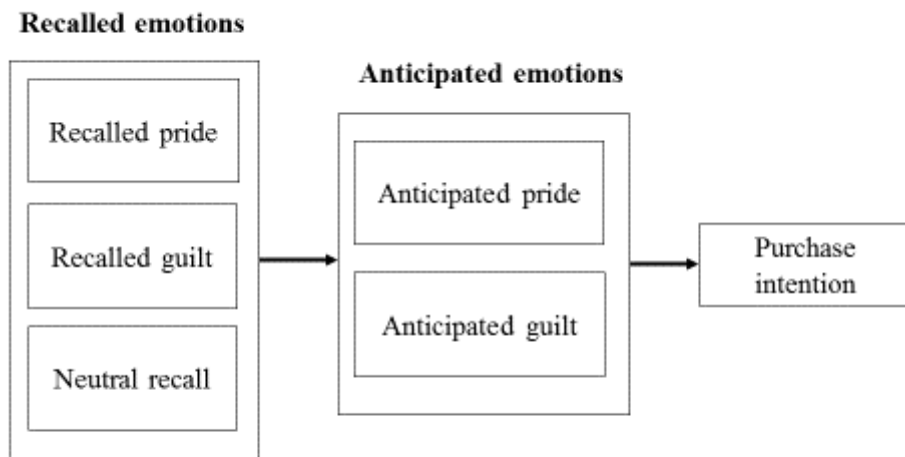 Recalled emotions
Recalled pride
Recalled guilt
Neutral recall
Anticipated emotions
Anticipated pride
Anticipated guilt
Purchase
intention